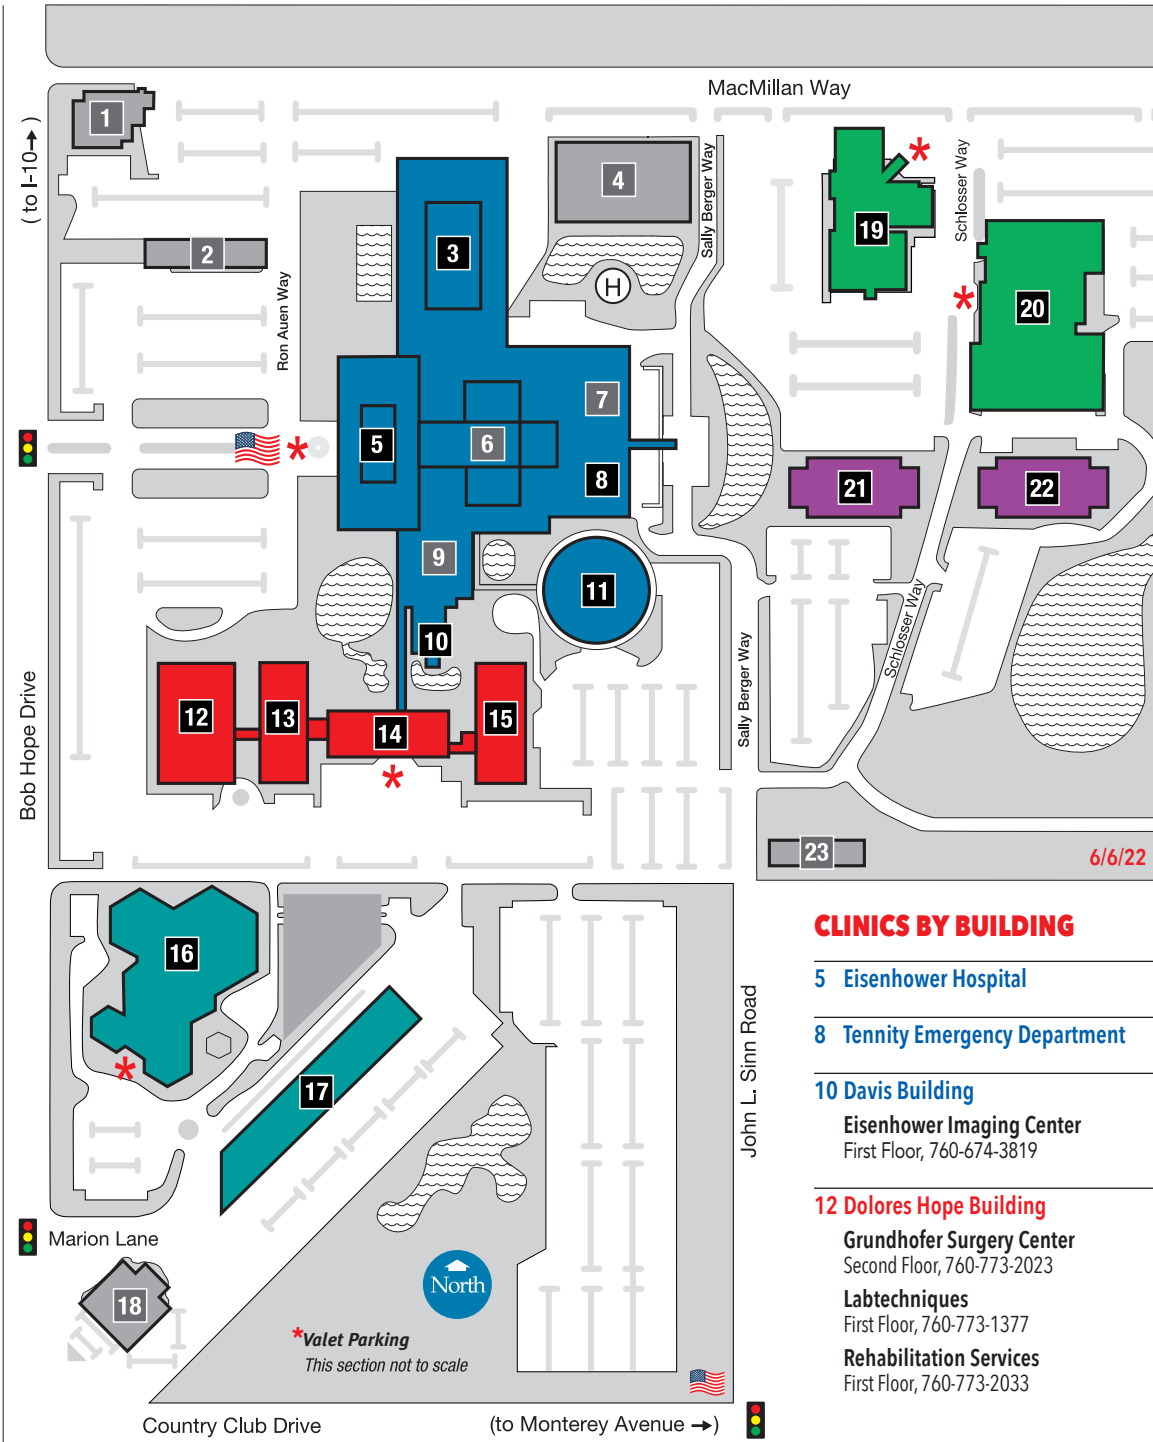 MacMillan Way
( to I-10→ )
1
2
3
4
H
Sally Berger Way
19
Schlosser Way
20
Ron Auen Way
5
6
7
8
9
10
11
21
22
Schlosser Way
Sally Berger Way
Bob Hope Drive
12
13
14
15
23
6/6/22
16
17
John L. Sinn Road
Marion Lane
18
North
*Valet Parking
This section not to scale
Country Club Drive
(to Monterey Avenue →)
CLINICS BY BUILDING
5 Eisenhower Hospital
8 Tennity Emergency Department
10 Davis Building
Eisenhower Imaging Center
First Floor, 760-674-3819
12 Dolores Hope Building
Grundhofer Surgery Center
Second Floor, 760-773-2023
Labtechniques
First Floor, 760-773-1377
Rehabilitation Services
First Floor, 760-773-2033